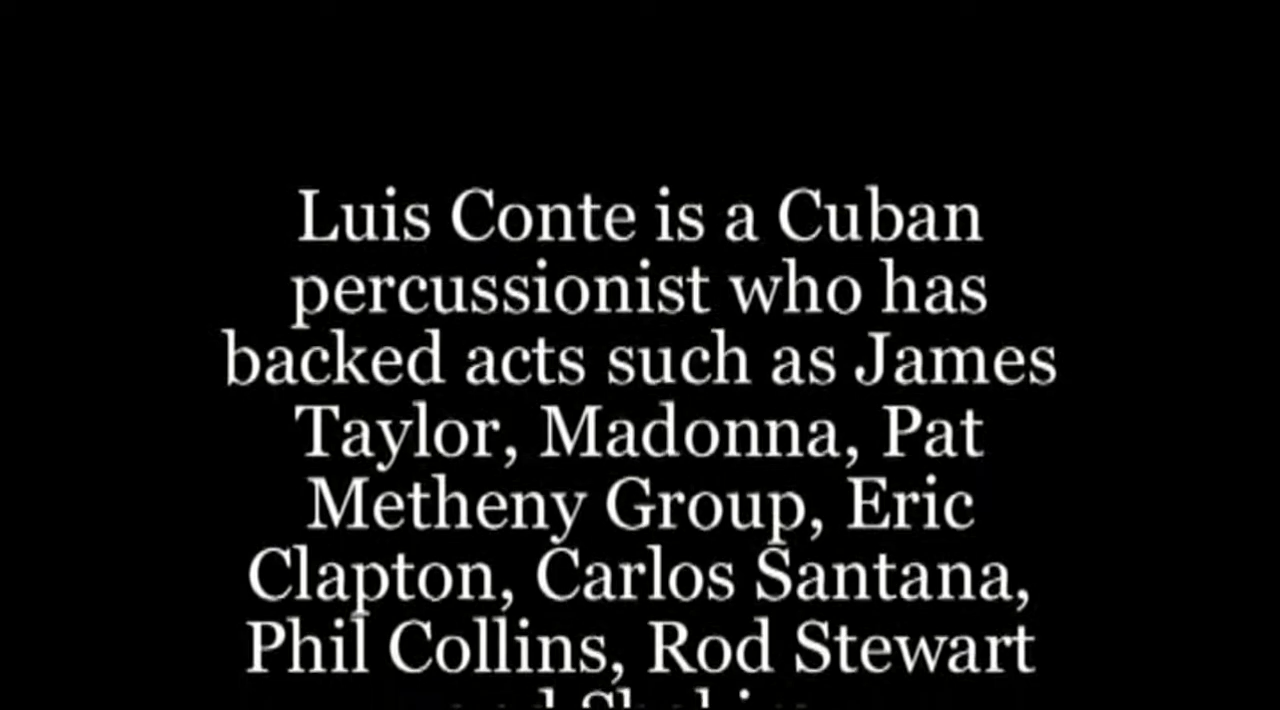 Luis Conte is a Cuban
percussionist who has
backed acts such as James
Taylor, Madonna, Pat
Metheny Group, Eric
Clapton, Carlos Santana,
Phil Collins, Rod Stewart